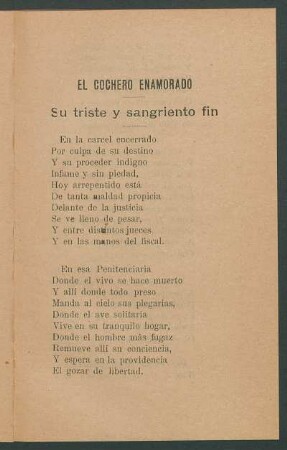 EL COCHERO ENAMORADO
Su triste y sangriento fin
En la carcel encerrado
Por culpa de su destino
Y su proceder indigno
Infame y sin piedad,
Hoy arrepentido está
De tanta maldad propicia
Delante de la justicia
Se ve lleno de pesar,
Y entre distintos jueces
Y en las manos del fiscal.
En esa Penitenciaria
Donde el vivo se hace muerto
Y allí donde todo preso
Manda al cielo sus plegarias,
Donde el ave solitaria
Vive en su tranquilo hogar,
Donde el hombre más fugaz
Remueve allí su conciencia,
Y espera en la providencia
El gozar de libertad.